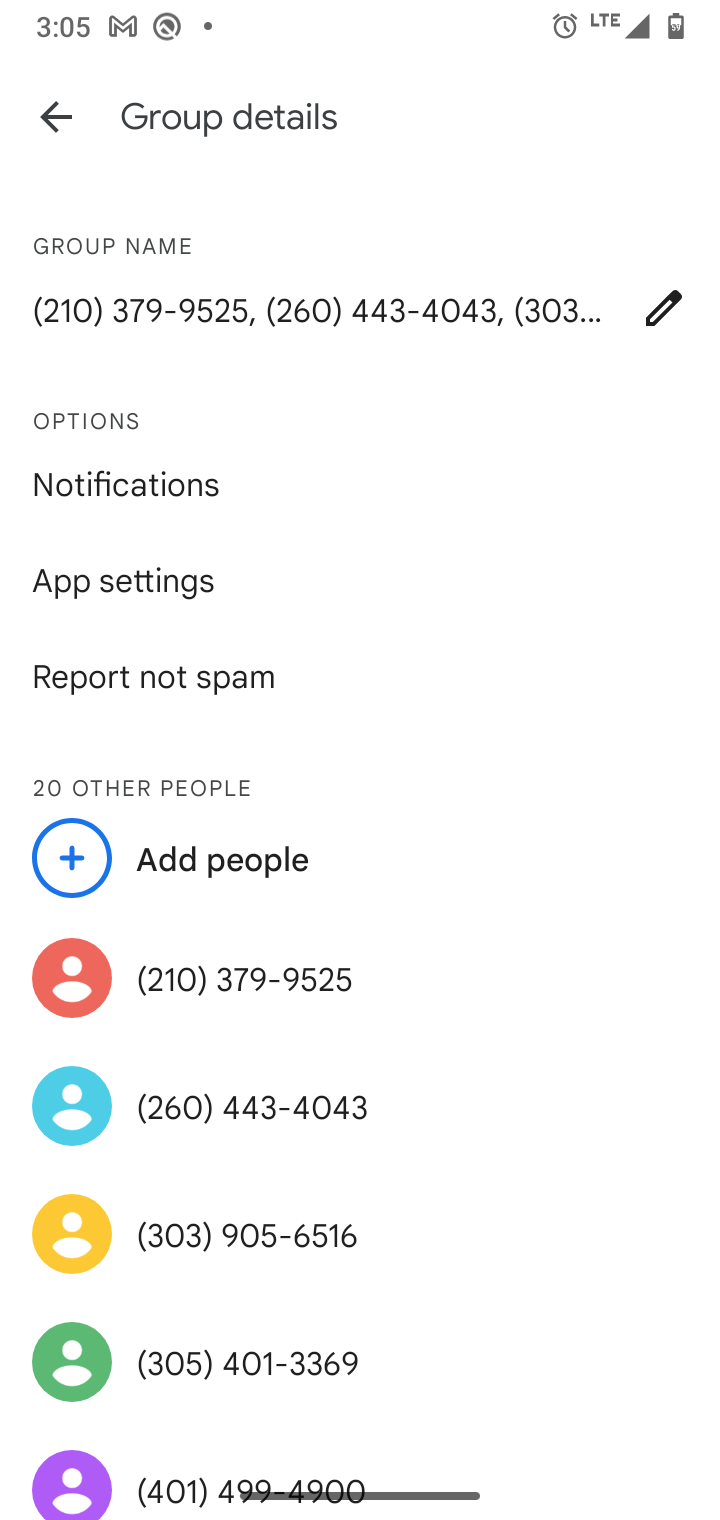 3:05 LTE
Group details
GROUP NAME
(210) 379-9525, (260) 443-4043, (303...
OPTIONS
Notifications
App settings
Report not spam
20 OTHER PEOPLE
Add people
(210) 379-9525
(260) 443-4043
(303) 905-6516
(305) 401-3369
(401) 499-4900